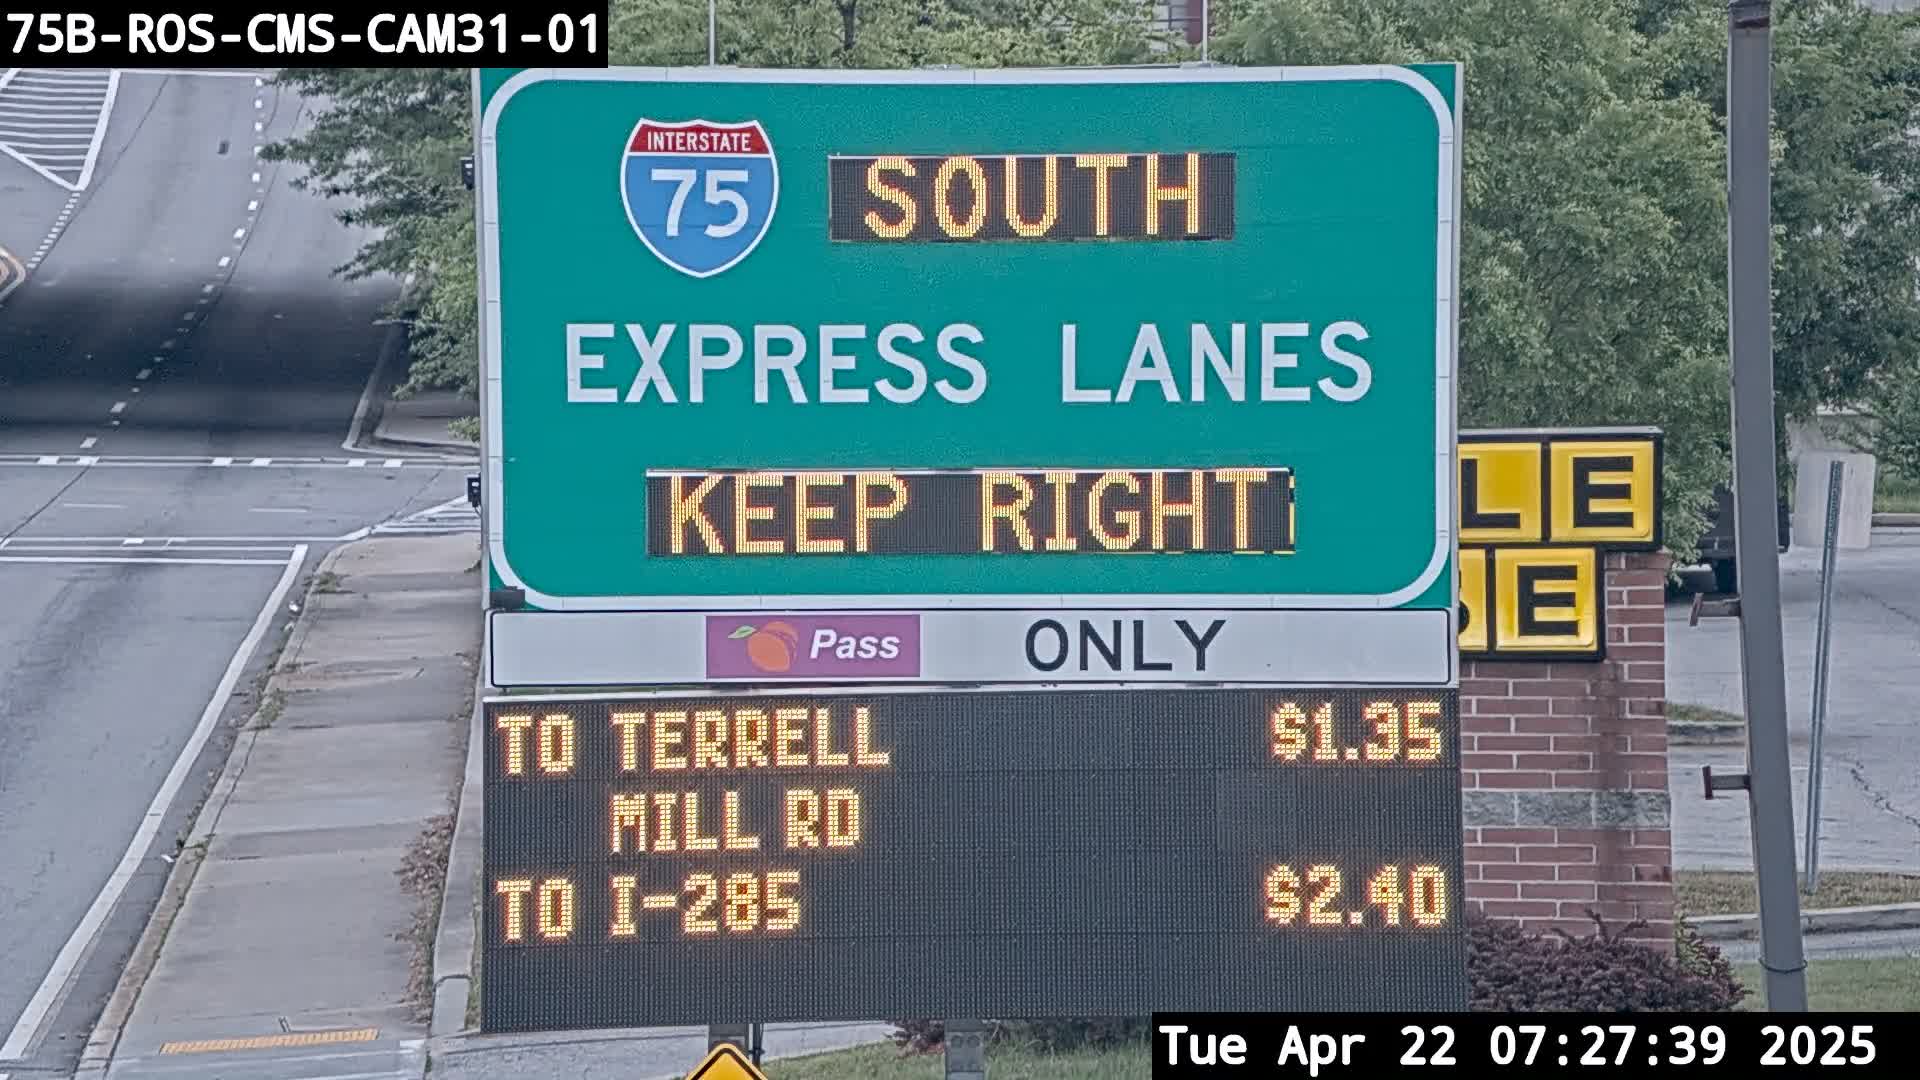 75B-ROS-CMS-CAM31-01
INTERSTATE
75
SOUTH
EXPRESS LANES
KEEP RIGHT
Pass
ONLY
TO TERRELL $1.35
MILL RD
TO I-285 $2.40
LE
E
Tue Apr 22 07:27:39 2025